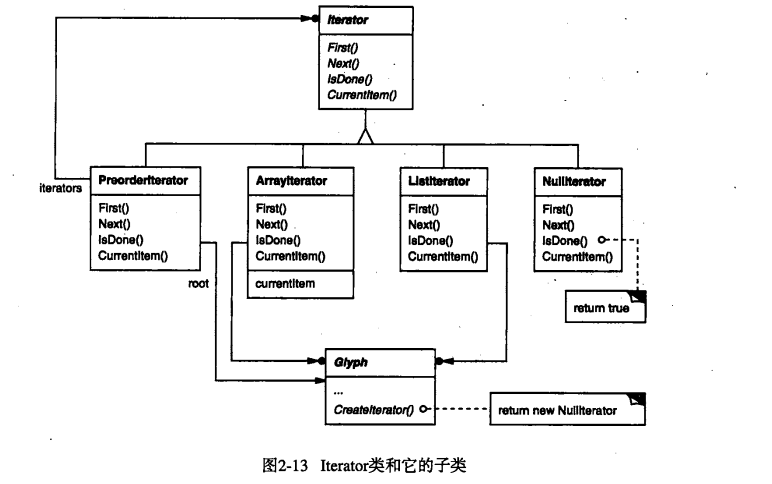 Iterator
First()
Next()
IsDone()
CurrentItem()
iterators
PreorderIterator
First()
Next()
IsDone()
CurrentItem()
root
ArrayIterator
First()
Next()
IsDone()
CurrentItem()
currentItem
ListIterator
First()
Next()
IsDone()
CurrentItem()
NullIterator
First()
Next()
IsDone()
CurrentItem()
return true
Glyph
...
CreateIterator()
return new NullIterator
图2-13 Iterator类和它的子类